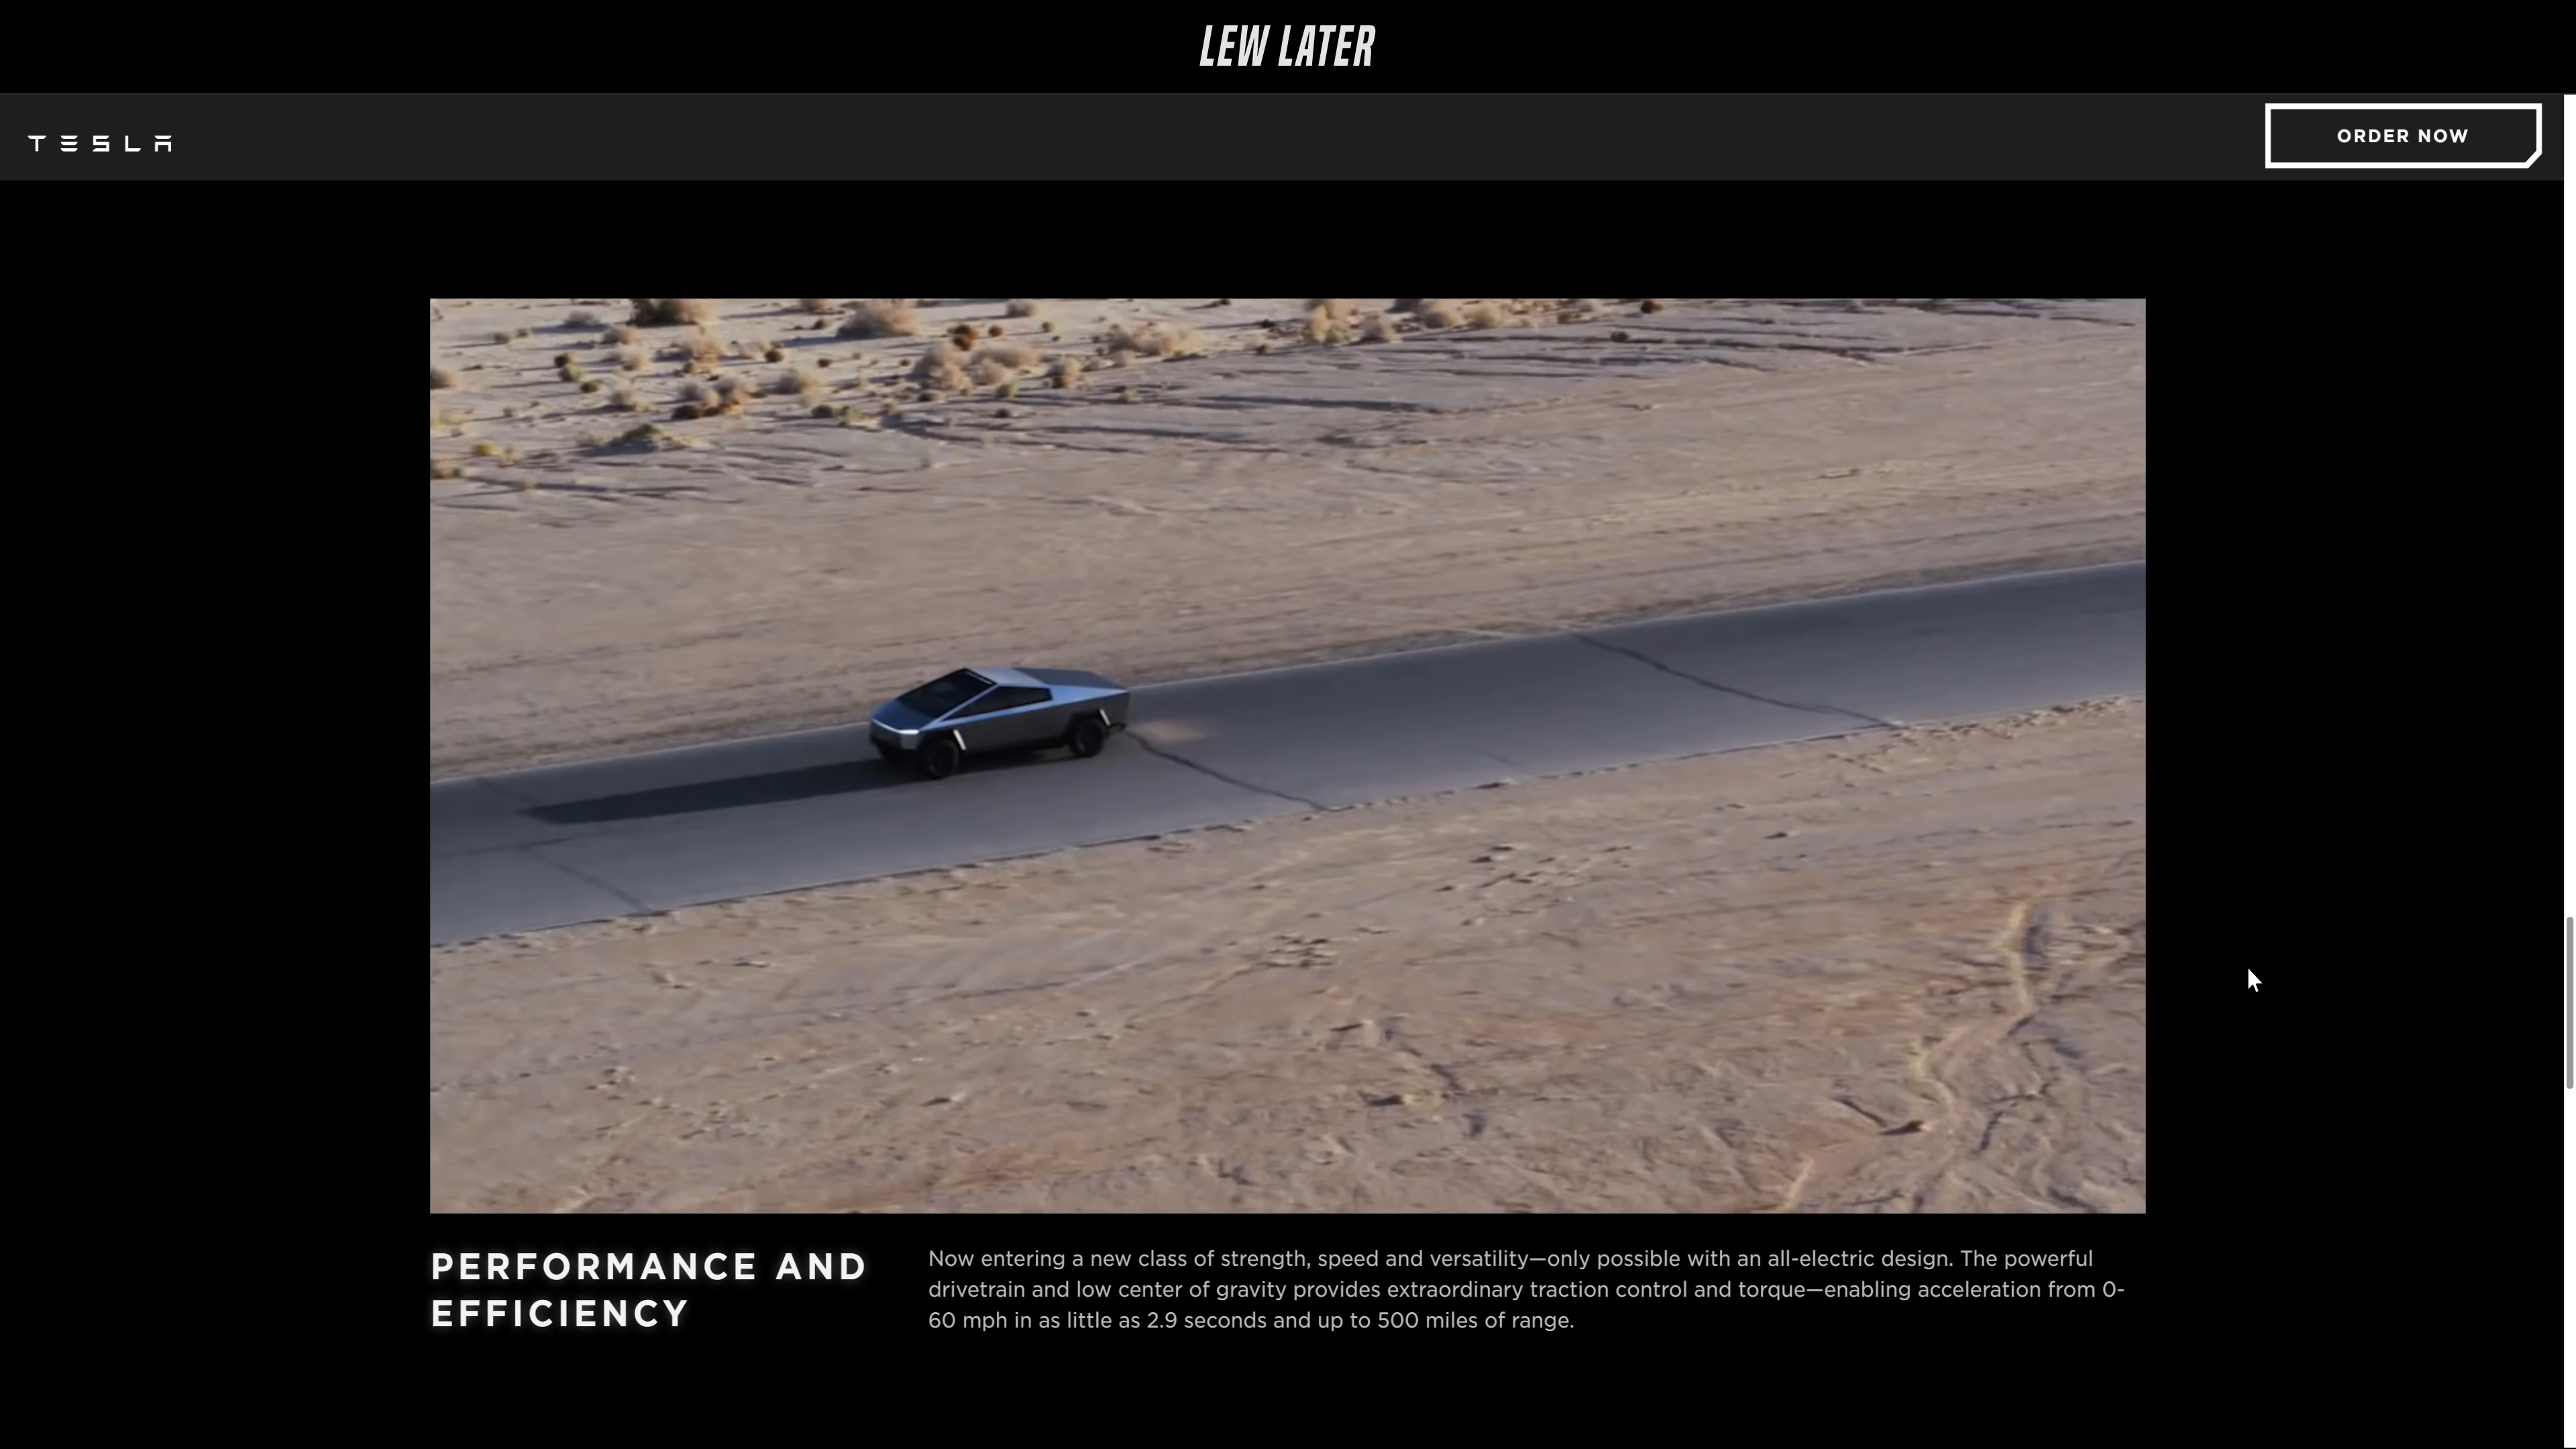 LEW LATER
TESLA
ORDER NOW
PERFORMANCE AND
EFFICIENCY
Now entering a new class of strength, speed and versatility—only possible with an all-electric design. The powerful
drivetrain and low center of gravity provides extraordinary traction control and torque—enabling acceleration from 0-
60 mph in as little as 2.9 seconds and up to 500 miles of range.